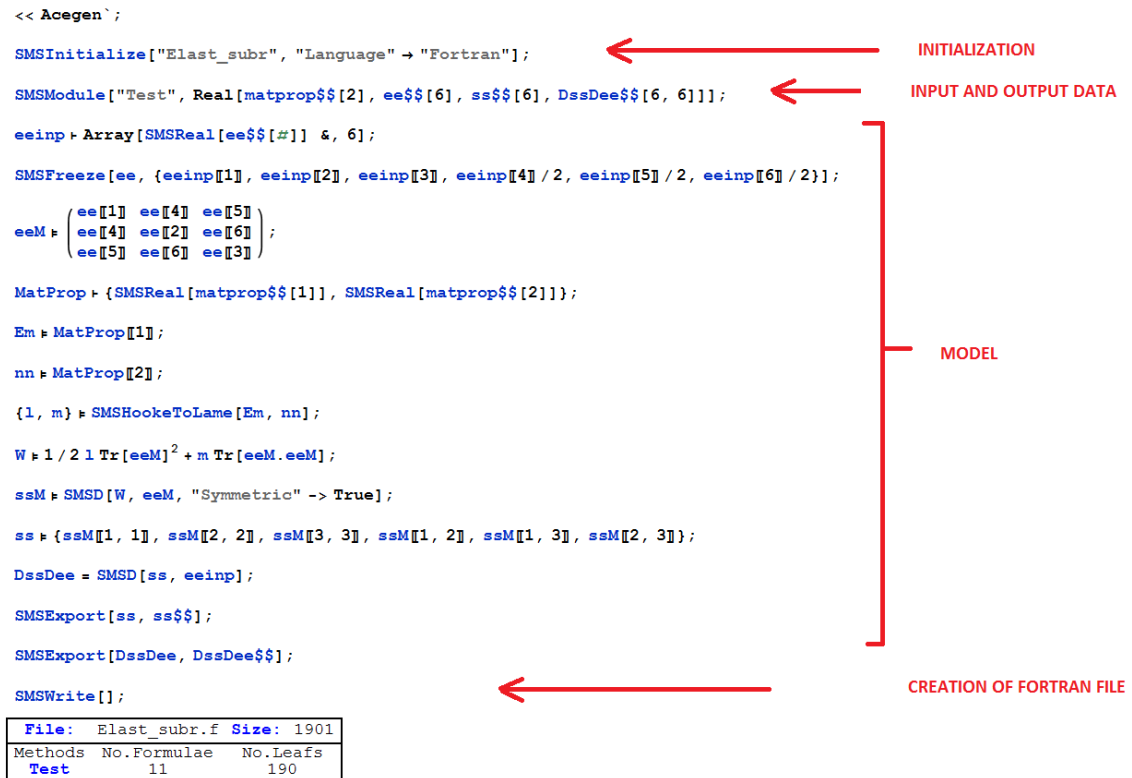 << Acegen`;
SMSInitialize["Elast_subr", "Language" → "Fortran"];
INITIALIZATION
SMSModule["Test", Real[matprop$$[2], ee$$[6], ss$$[6], DssDee$$[6, 6]]];
INPUT AND OUTPUT DATA
eeinp ⊢ Array[SMSReal[ee$$[#]] &, 6];
SMSFreeze[ee, {eeinp〚1〛, eeinp〚2〛, eeinp〚3〛, eeinp〚4〛/2, eeinp〚5〛/2, eeinp〚6〛/2}];
ee〚1〛 ee〚4〛 ee〚5〛
eeM ⊨ ( ee〚4〛 ee〚2〛 ee〚6〛 ) ;
ee〚5〛 ee〚6〛 ee〚3〛
MatProp ⊢ {SMSReal[matprop$$[1]], SMSReal[matprop$$[2]]};
Em ⊨ MatProp〚1〛;
MODEL
nn ⊨ MatProp〚2〛;
{l, m} ⊨ SMSHookeToLame[Em, nn];
W ⊨ 1/2 l Tr[eeM]² + m Tr[eeM.eeM];
ssM ⊨ SMSD[W, eeM, "Symmetric" -> True];
ss ⊨ {ssM〚1, 1〛, ssM〚2, 2〛, ssM〚3, 3〛, ssM〚1, 2〛, ssM〚1, 3〛, ssM〚2, 3〛};
DssDee = SMSD[ss, eeinp];
SMSExport[ss, ss$$];
SMSExport[DssDee, DssDee$$];
SMSWrite[];
CREATION OF FORTRAN FILE
File: Elast_subr.f Size: 1901
Methods No.Formulae No.Leafs
Test 11 190